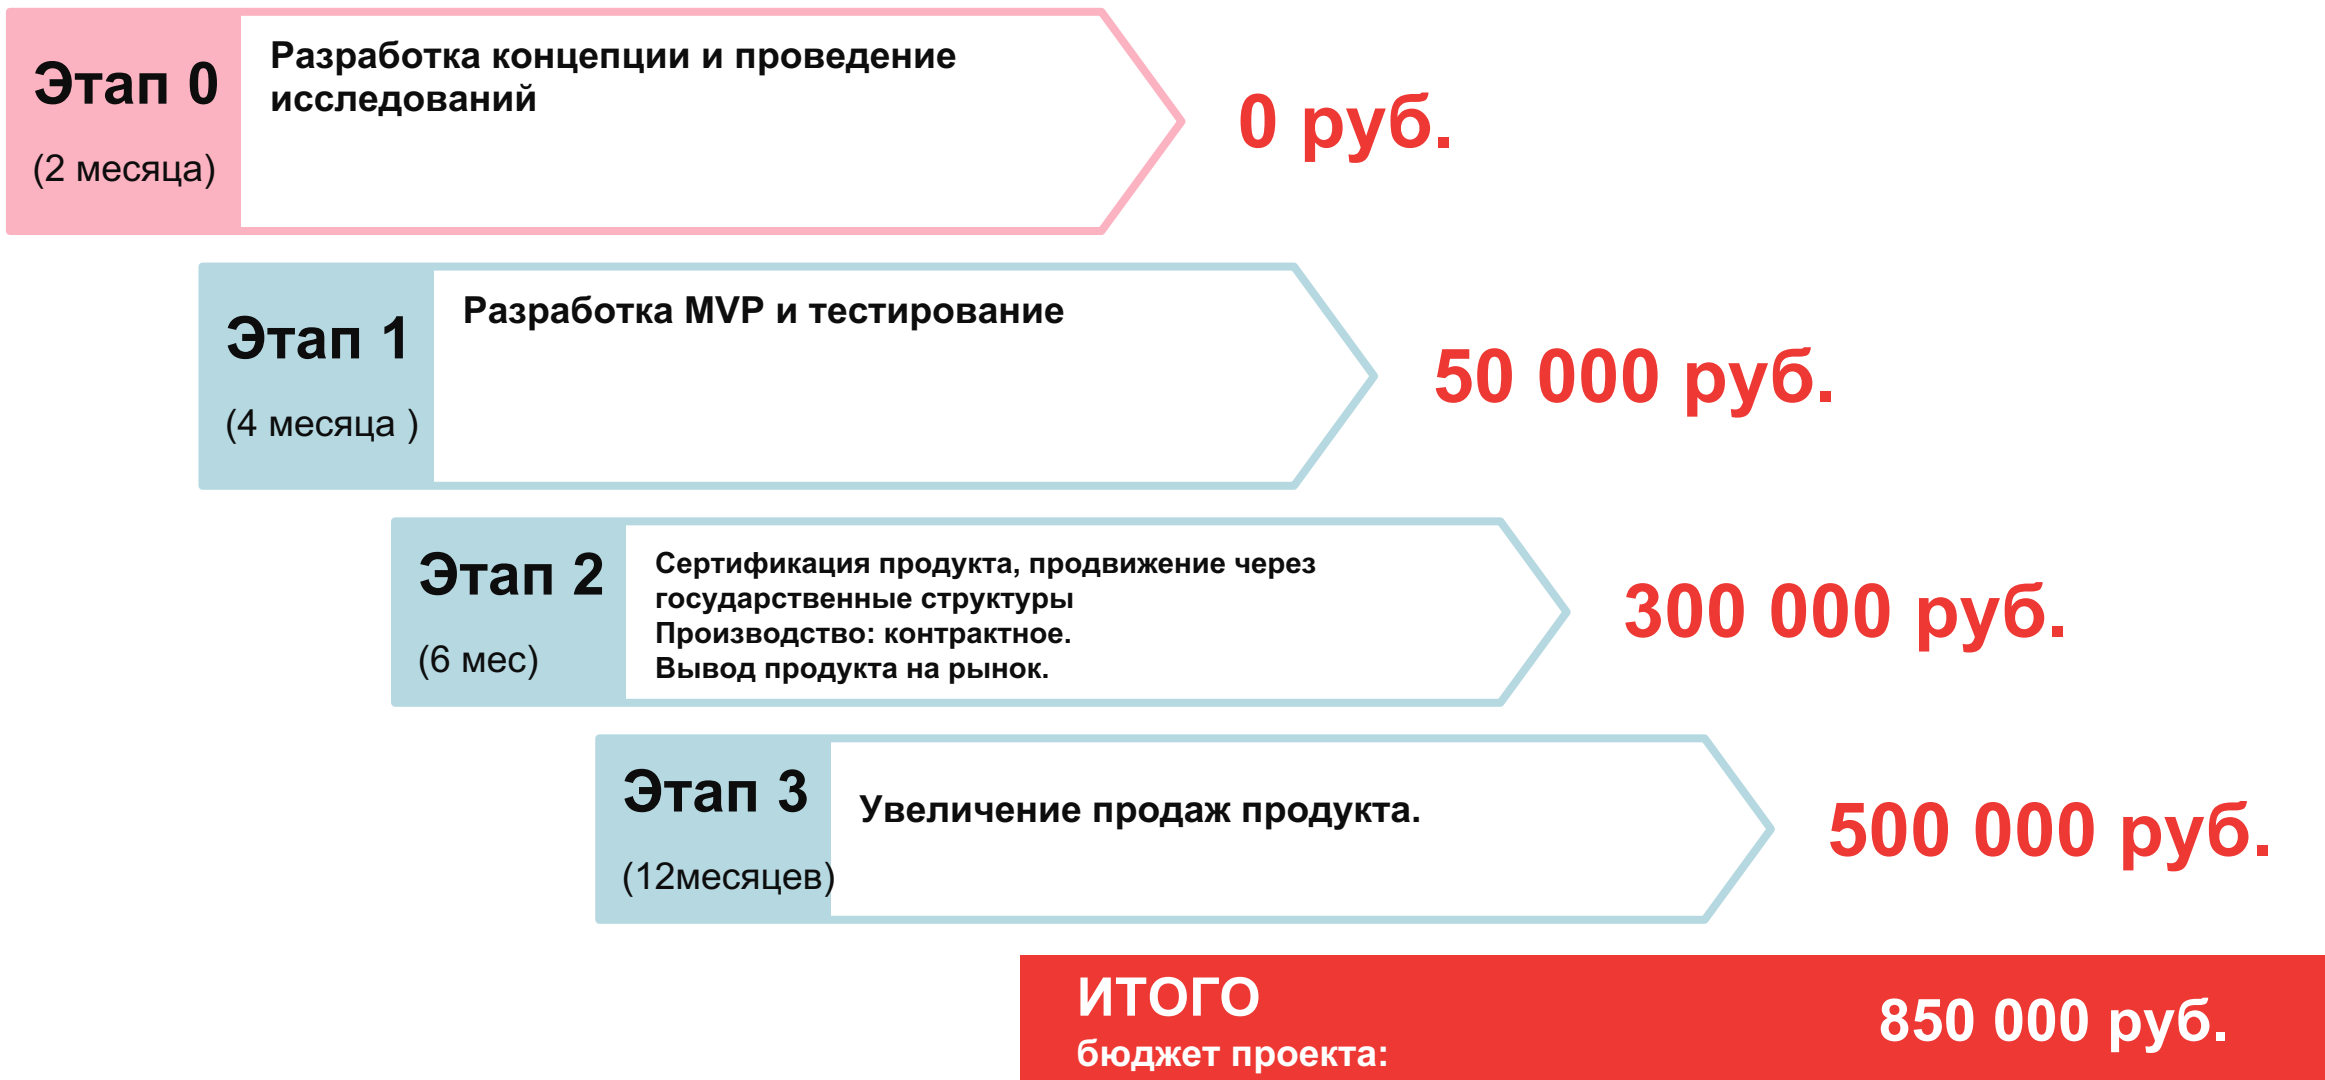 Этап 0
(2 месяца)
Разработка концепции и проведение
исследований
0 руб.
Этап 1
(4 месяца )
Разработка MVP и тестирование
50 000 руб.
Этап 2
(6 мес)
Сертификация продукта, продвижение через
государственные структуры
Производство: контрактное.
Вывод продукта на рынок.
300 000 руб.
Этап 3
(12месяцев)
Увеличение продаж продукта.
500 000 руб.
ИТОГО
бюджет проекта:
850 000 руб.